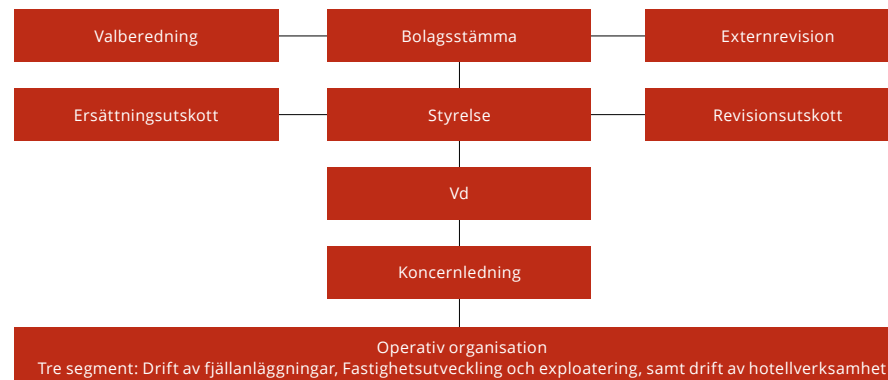 Valberedning
Bolagsstämma
Externrevision
Ersättningsutskott
Styrelse
Revisionsutskott
Vd
Koncernledning
Operativ organisation
Tre segment: Drift av fjällanläggningar, Fastighetsutveckling och exploatering, samt drift av hotellverksamhet